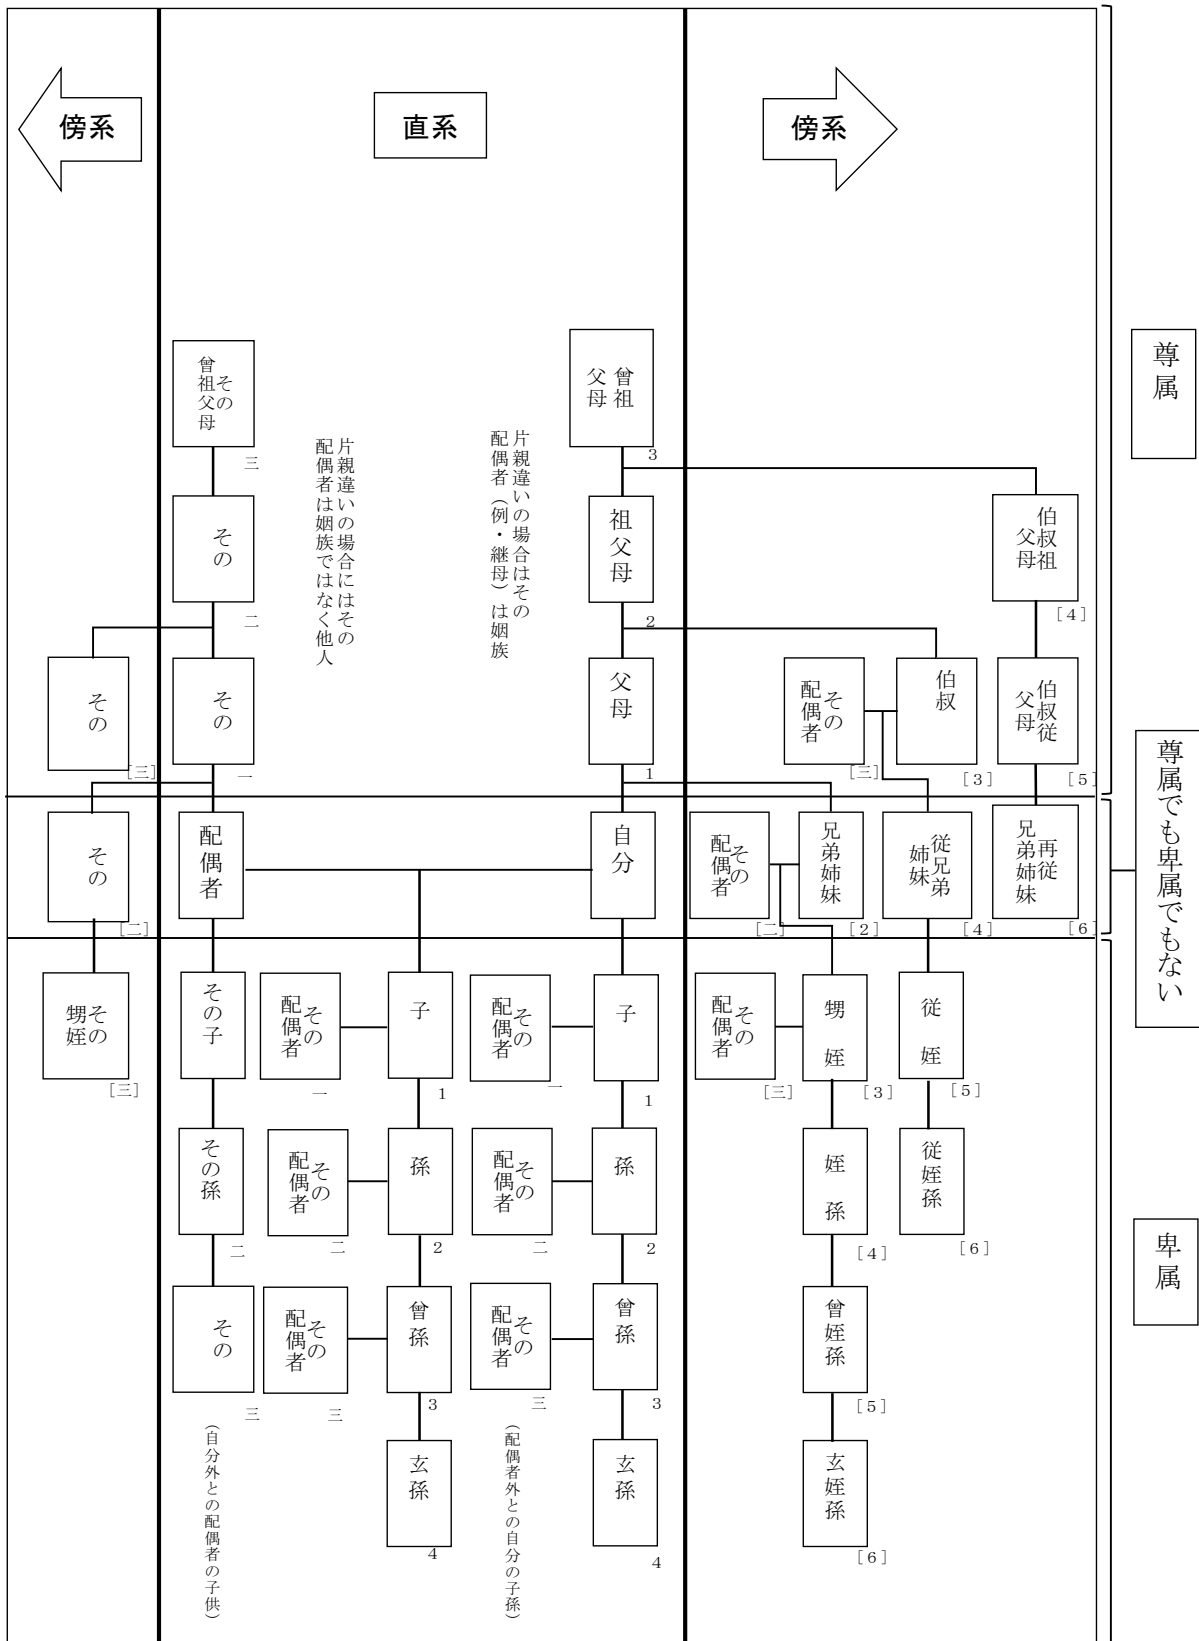 傍系
直系
傍系
尊属
尊属でも卑属でもない
卑属
曾祖
父母
3
祖父母
2
父母
1
自分
片親違いの場合はその
配偶者（例・継母）は姻族
片親違いの場合にはその
配偶者は姻族ではなく他人
その
曾祖父母
三
その
二
その
一
その
[三]
配偶者
その
[二]
その
甥姪
[三]
伯叔祖
父母
[４]
伯叔従
父母
[５]
再従
兄弟姉妹
[６]
伯叔
[３]
その
配偶者
[三]
従兄弟
姉妹
[４]
従姪
[５]
従姪孫
[６]
兄弟姉妹
[２]
その
配偶者
[二]
甥姪
[３]
その
配偶者
[三]
姪孫
[４]
曾姪孫
[５]
玄姪孫
[６]
子
1
その
配偶者
一
孫
2
その
配偶者
二
曾孫
3
その
配偶者
三
玄孫
4
（配偶者外との自分の子孫）
子
1
その
配偶者
一
孫
2
その
配偶者
二
曾孫
3
その
配偶者
三
玄孫
4
その子
その孫
二
その
三
（自分外との配偶者の子供）